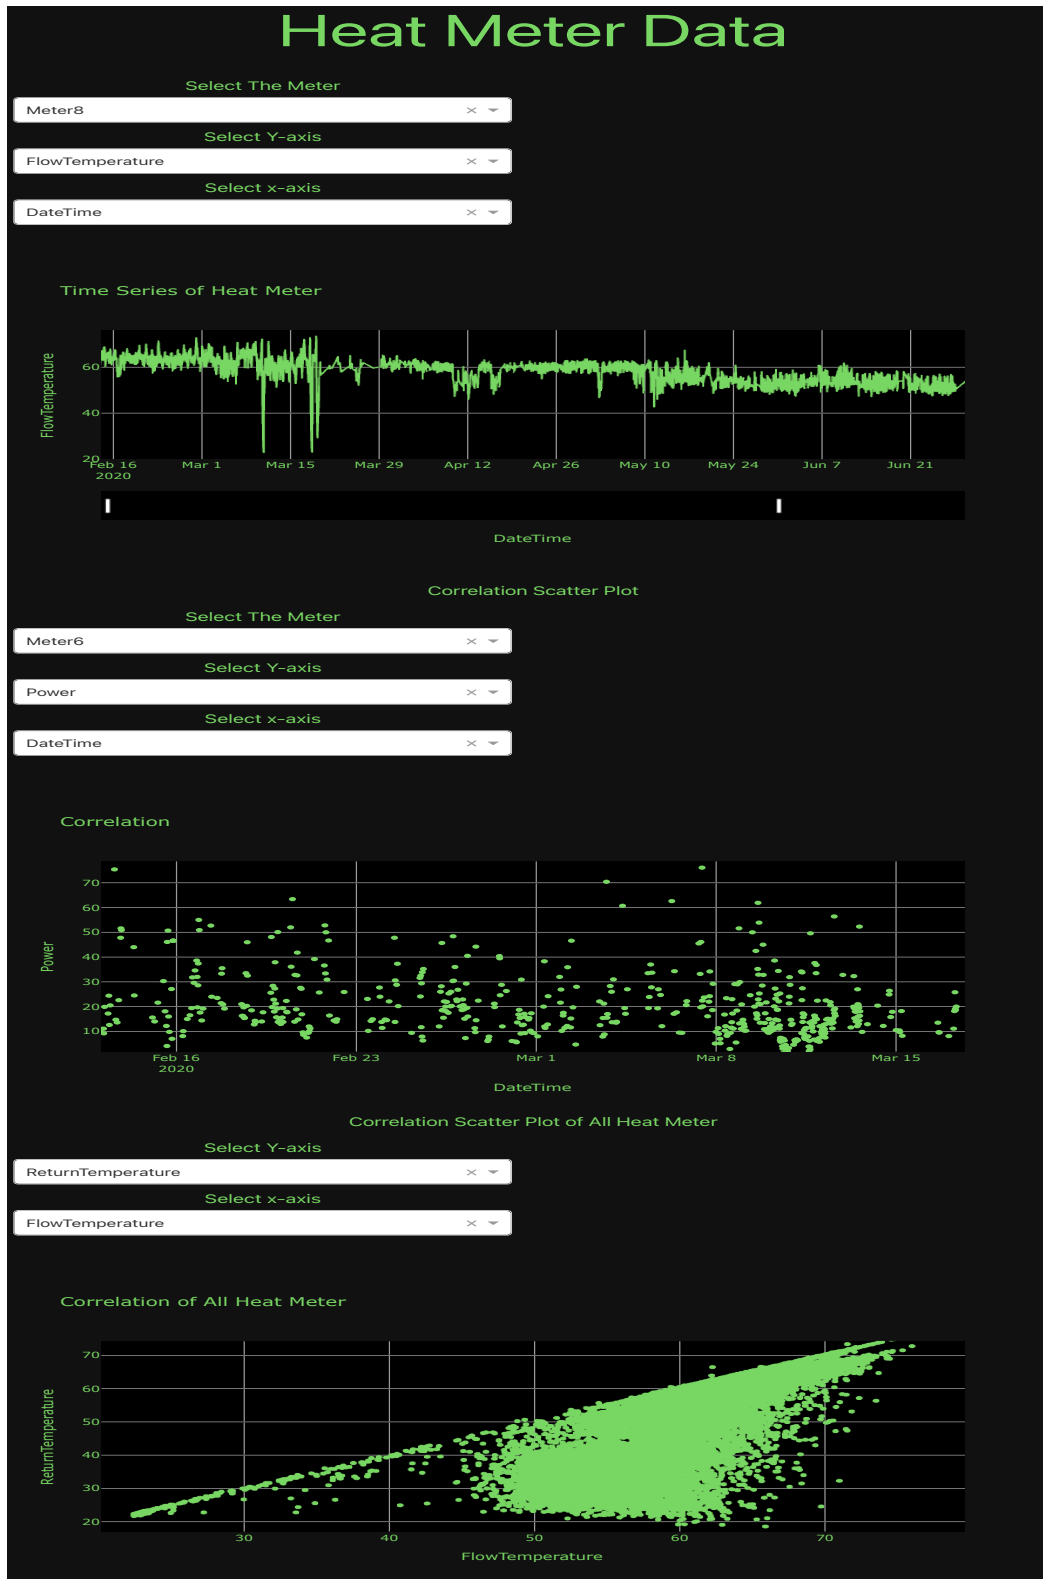 Heat Meter Data
Select The Meter
Meter8
Select Y-axis
FlowTemperature
Select x-axis
DateTime
Time Series of Heat Meter
FlowTemperature
60
40
20
Feb 16 Mar 1 Mar 15 Mar 29 Apr 12 Apr 26 May 10 May 24 Jun 7 Jun 21
2020
DateTime
Correlation Scatter Plot
Select The Meter
Meter6
Select Y-axis
Power
Select x-axis
DateTime
Correlation
Power
70
60
50
40
30
20
10
Feb 16 Feb 23 Mar 1 Mar 8 Mar 15
2020
DateTime
Correlation Scatter Plot of All Heat Meter
Select Y-axis
ReturnTemperature
Select x-axis
FlowTemperature
Correlation of All Heat Meter
ReturnTemperature
70
60
50
40
30
20
30 40 50 60 70
FlowTemperature